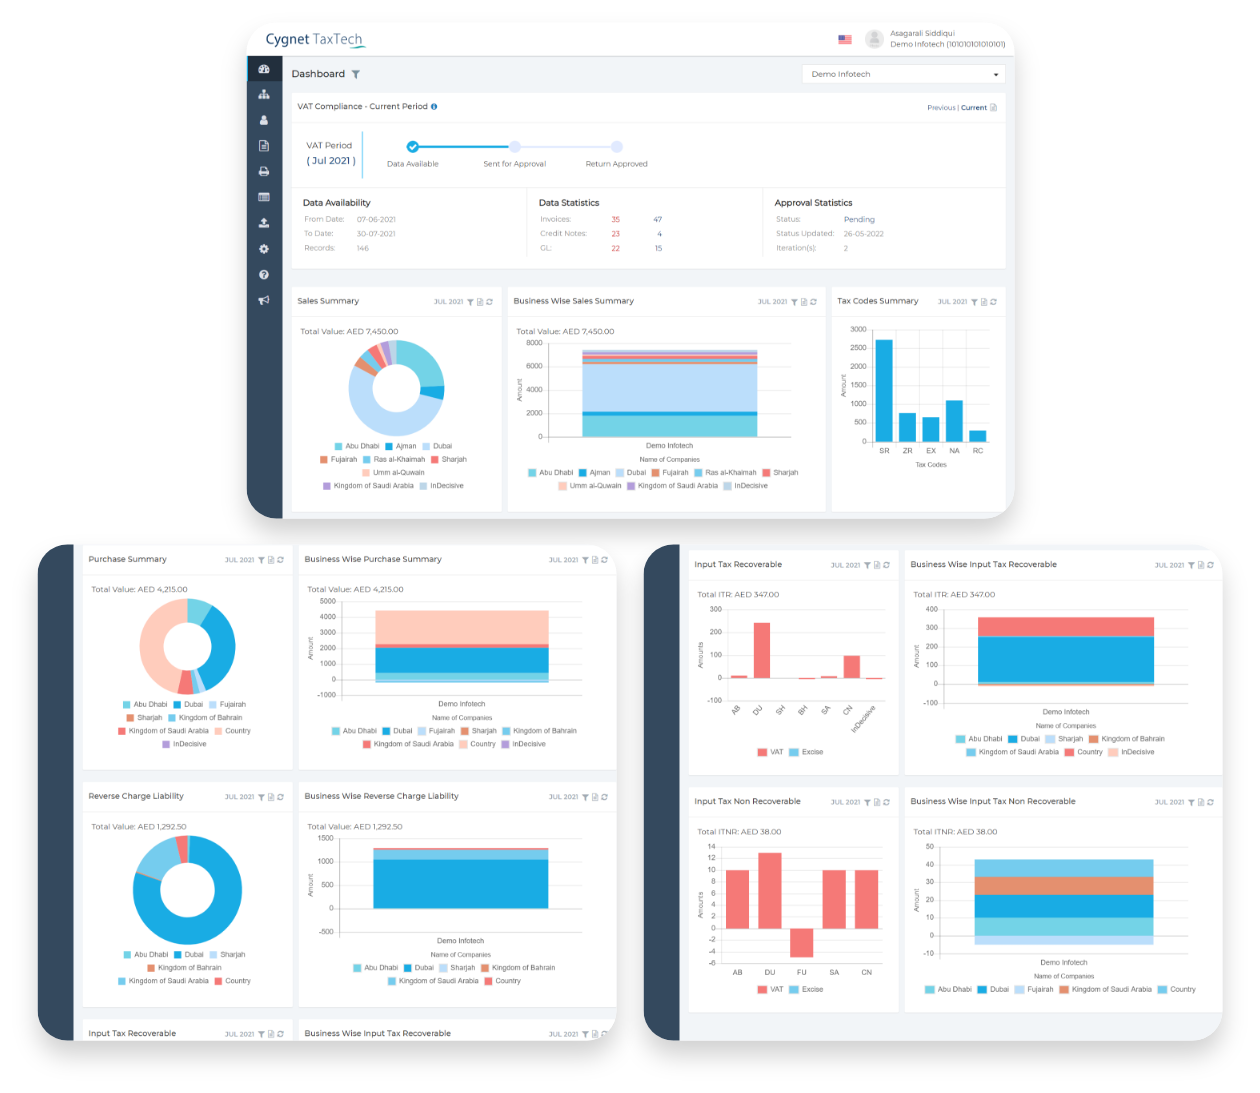 Cygnet TaxTech
Asagarali Siddiqui
Demo Infotech (101010101010101)
Dashboard
Demo Infotech
VAT Compliance - Current Period
Previous | Current
VAT Period
( Jul 2021 )
Data Available
Sent for Approval
Return Approved
Data Availability
From Date: 07-06-2021
To Date: 30-07-2021
Records: 146
Data Statistics
Invoices: 35 47
Credit Notes: 23 4
GL: 22 15
Approval Statistics
Status: Pending
Status Updated: 26-05-2022
Iteration(s): 2
Sales Summary
JUL 2021
Total Value: AED 7,450.00
Abu Dhabi Ajman Dubai
Fujairah Ras al-Khaimah Sharjah
Umm al-Quwain
Kingdom of Saudi Arabia InDecisive
Business Wise Sales Summary
JUL 2021
Total Value: AED 7,450.00
8000
6000
4000
2000
0
Amount
Demo Infotech
Name of Companies
Abu Dhabi Ajman Dubai Fujairah Ras al-Khaimah Sharjah
Umm al-Quwain Kingdom of Saudi Arabia InDecisive
Tax Codes Summary
JUL 2021
3000
2500
2000
1500
1000
500
0
Amount
SR ZR EX NA RC
Tax Codes
Purchase Summary
JUL 2021
Total Value: AED 4,215.00
Abu Dhabi Dubai Fujairah
Sharjah Kingdom of Bahrain
Kingdom of Saudi Arabia Country
InDecisive
Business Wise Purchase Summary
JUL 2021
Total Value: AED 4,215.00
5000
4000
3000
2000
1000
0
-1000
Amount
Demo Infotech
Name of Companies
Abu Dhabi Dubai Fujairah Sharjah Kingdom of Bahrain
Kingdom of Saudi Arabia Country InDecisive
Reverse Charge Liability
JUL 2021
Total Value: AED 1,292.50
Abu Dhabi Dubai Sharjah
Kingdom of Bahrain
Kingdom of Saudi Arabia Country
Business Wise Reverse Charge Liability
JUL 2021
Total Value: AED 1,292.50
1500
1000
500
0
-500
Amount
Demo Infotech
Name of Companies
Abu Dhabi Dubai Sharjah Kingdom of Bahrain
Kingdom of Saudi Arabia Country
Input Tax Recoverable
JUL 2021
Business Wise Input Tax Recoverable
JUL 2021
Input Tax Recoverable
JUL 2021
Total ITR: AED 347.00
300
200
100
0
-100
Amounts
AB DU SH BH SA CN InDecisive
VAT Excise
Business Wise Input Tax Recoverable
JUL 2021
Total ITR: AED 347.00
400
300
200
100
0
-100
Amount
Demo Infotech
Name of Companies
Abu Dhabi Dubai Sharjah Kingdom of Bahrain
Kingdom of Saudi Arabia Country InDecisive
Input Tax Non Recoverable
JUL 2021
Total ITNR: AED 38.00
14
12
10
8
6
4
2
0
-2
-4
-6
Amounts
AB DU FU SA CN
VAT Excise
Business Wise Input Tax Non Recoverable
JUL 2021
Total ITNR: AED 38.00
50
40
30
20
10
0
-10
Amount
Demo Infotech
Name of Companies
Abu Dhabi Dubai Fujairah Kingdom of Saudi Arabia Country